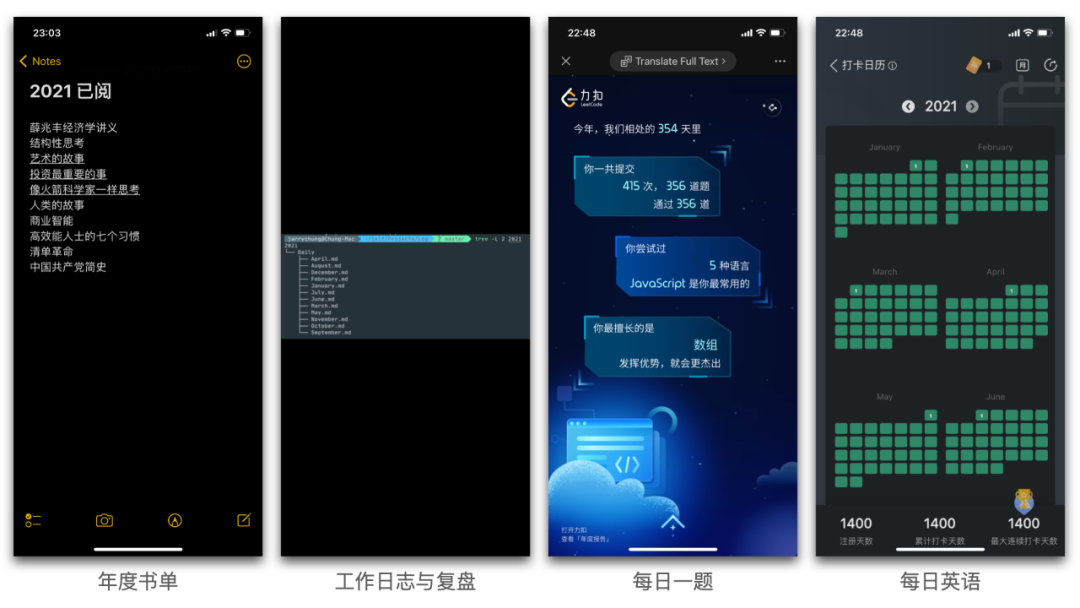 23:03
Notes
2021 已阅
薛兆丰经济学讲义
结构性思考
艺术的故事
投资最重要的事
像火箭科学家一样思考
人类的故事
商业智能
高效能人士的七个习惯
清单革命
中国共产党简史
年度书单
master
tree -L 2 2021
2021
└── Daily
├── April.md
├── August.md
├── December.md
├── February.md
├── January.md
├── July.md
├── June.md
├── March.md
├── May.md
├── November.md
├── October.md
└── September.md
工作日志与复盘
22:48
Translate Full Text
力扣
LeetCode
今年，我们相处的 354 天里
你一共提交
415 次， 356 道题
通过 356 道
你尝试过
5 种语言
JavaScript 是你最常用的
你最擅长的是
数组
发挥优势，就会更杰出
</>
打开力扣
查看「年度报告」
每日一题
22:48
打卡日历
1
月
2021
January
February
1
1
March
April
1
1
May
June
1
1
1400
1400
1400
注册天数
累计打卡天数
最大连续打卡天数
每日英语